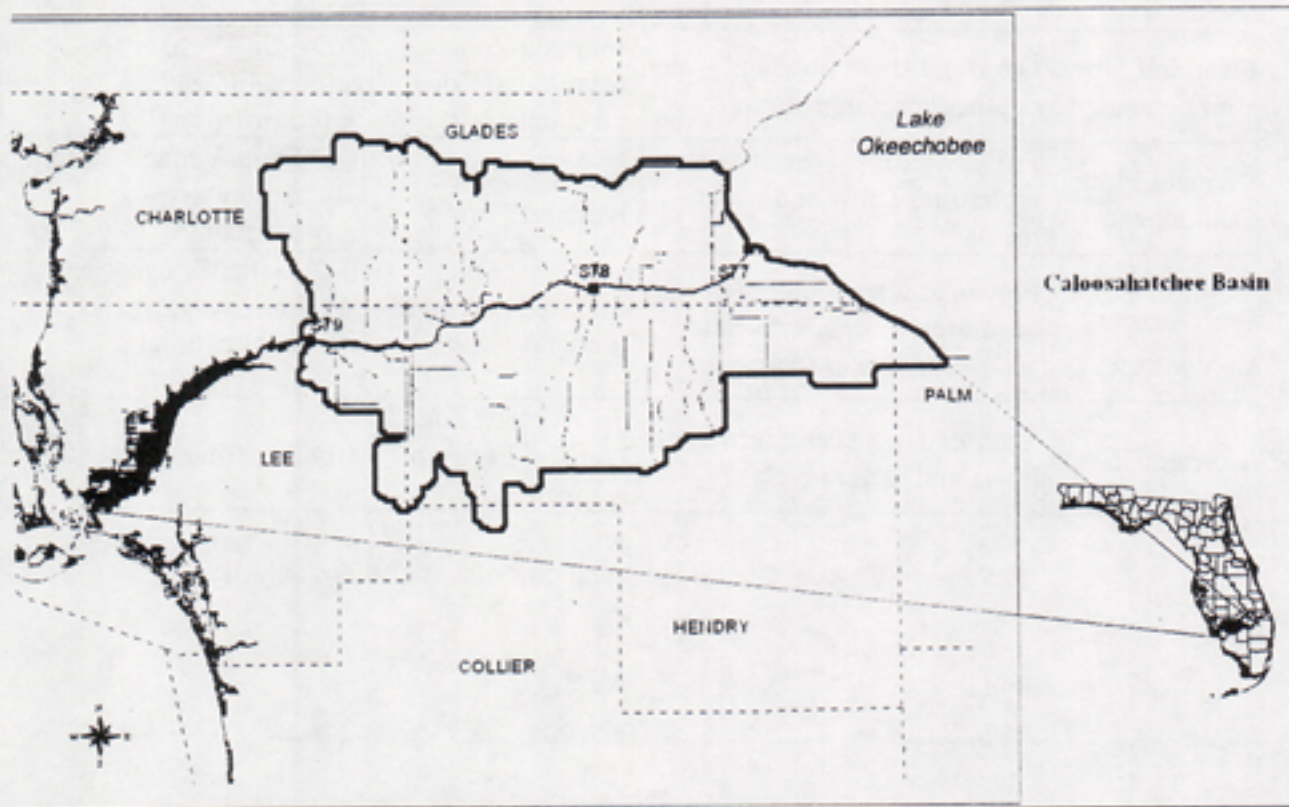 GLADES
Lake
Okeechobee
CHARLOTTE
S78
S77
Caloosahatchee Basin
S79
PALM
LEE
HENDRY
COLLIER